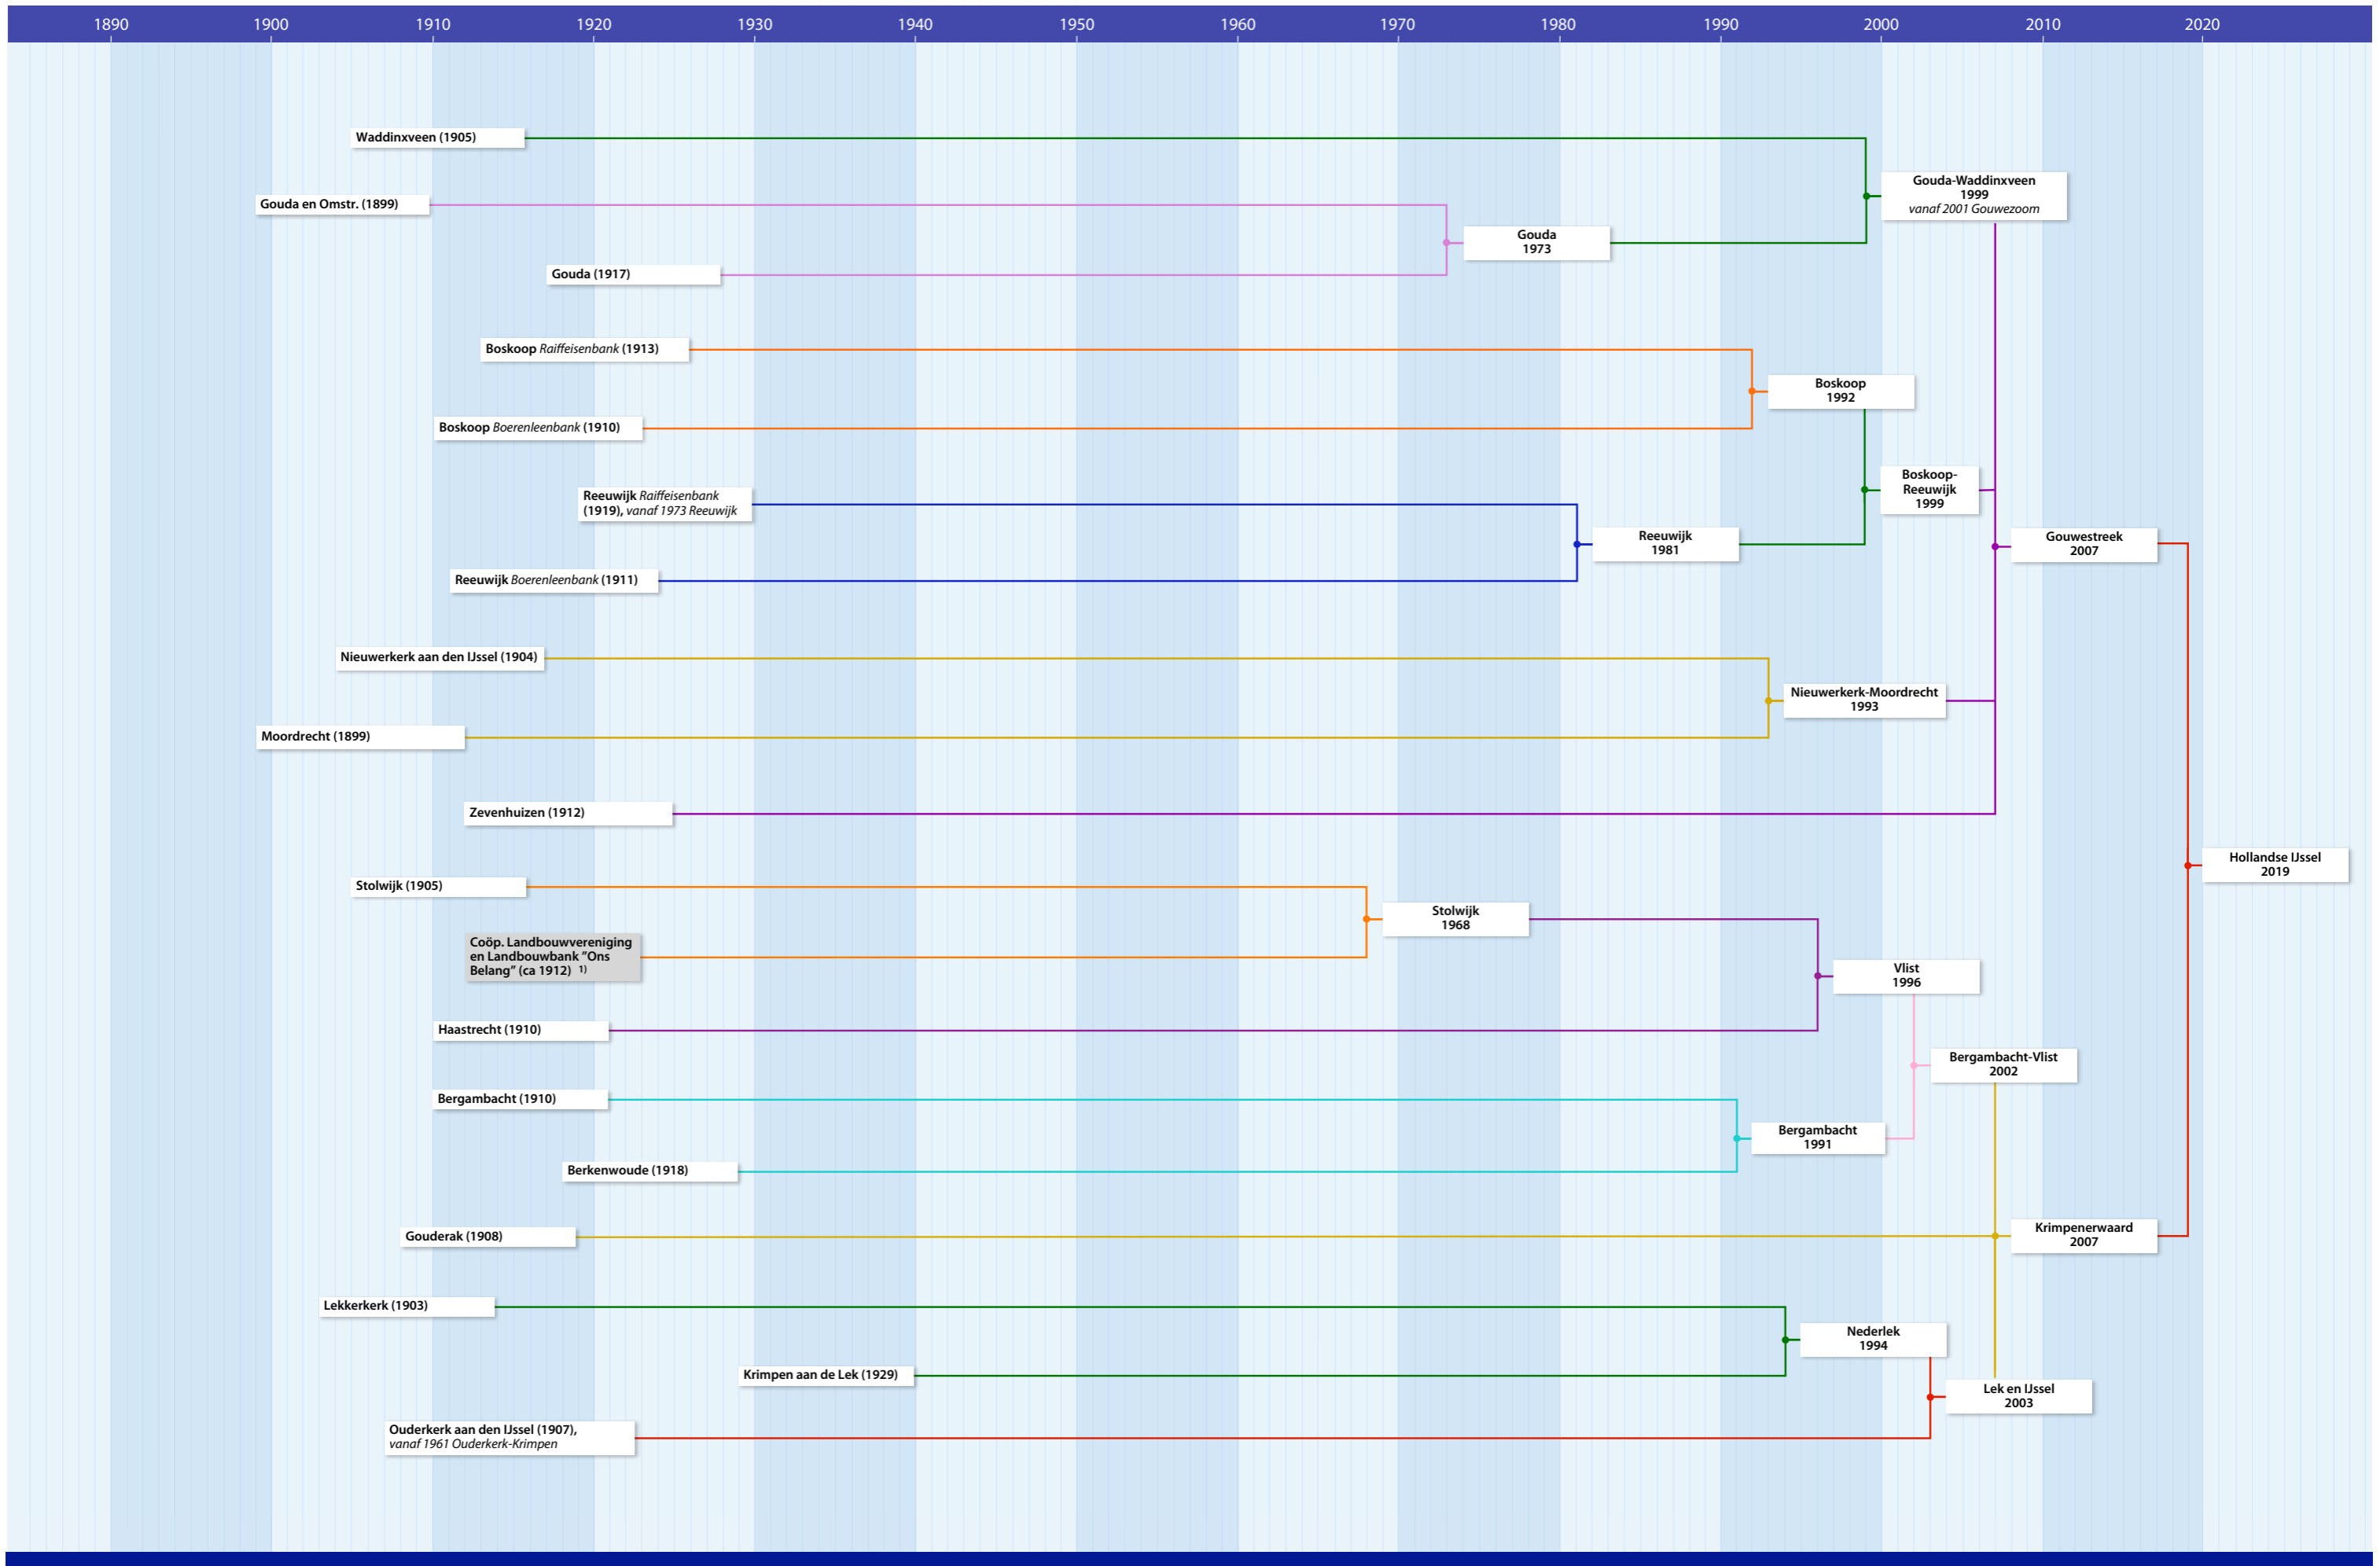 1890 1900 1910 1920 1930 1940 1950 1960 1970 1980 1990 2000 2010 2020
Waddinxveen (1905)
Gouda-Waddinxveen
1999
vanaf 2001 Gouwezoom
Gouda en Omstr. (1899)
Gouda
1973
Gouda (1917)
Boskoop Raiffeisenbank (1913)
Boskoop
1992
Boskoop Boerenleenbank (1910)
Boskoop-
Reeuwijk
1999
Reeuwijk Raiffeisenbank
(1919), vanaf 1973 Reeuwijk
Reeuwijk
1981
Gouwestreek
2007
Reeuwijk Boerenleenbank (1911)
Nieuwerkerk aan den IJssel (1904)
Nieuwerkerk-Moordrecht
1993
Moordrecht (1899)
Zevenhuizen (1912)
Hollandse IJssel
2019
Stolwijk (1905)
Stolwijk
1968
Coöp. Landbouwvereniging
en Landbouwbank ”Ons
Belang” (ca 1912) 1)
Vlist
1996
Haastrecht (1910)
Bergambacht-Vlist
2002
Bergambacht (1910)
Bergambacht
1991
Berkenwoude (1918)
Gouderak (1908)
Krimpenerwaard
2007
Lekkerkerk (1903)
Nederlek
1994
Krimpen aan de Lek (1929)
Lek en IJssel
2003
Ouderkerk aan den IJssel (1907),
vanaf 1961 Ouderkerk-Krimpen